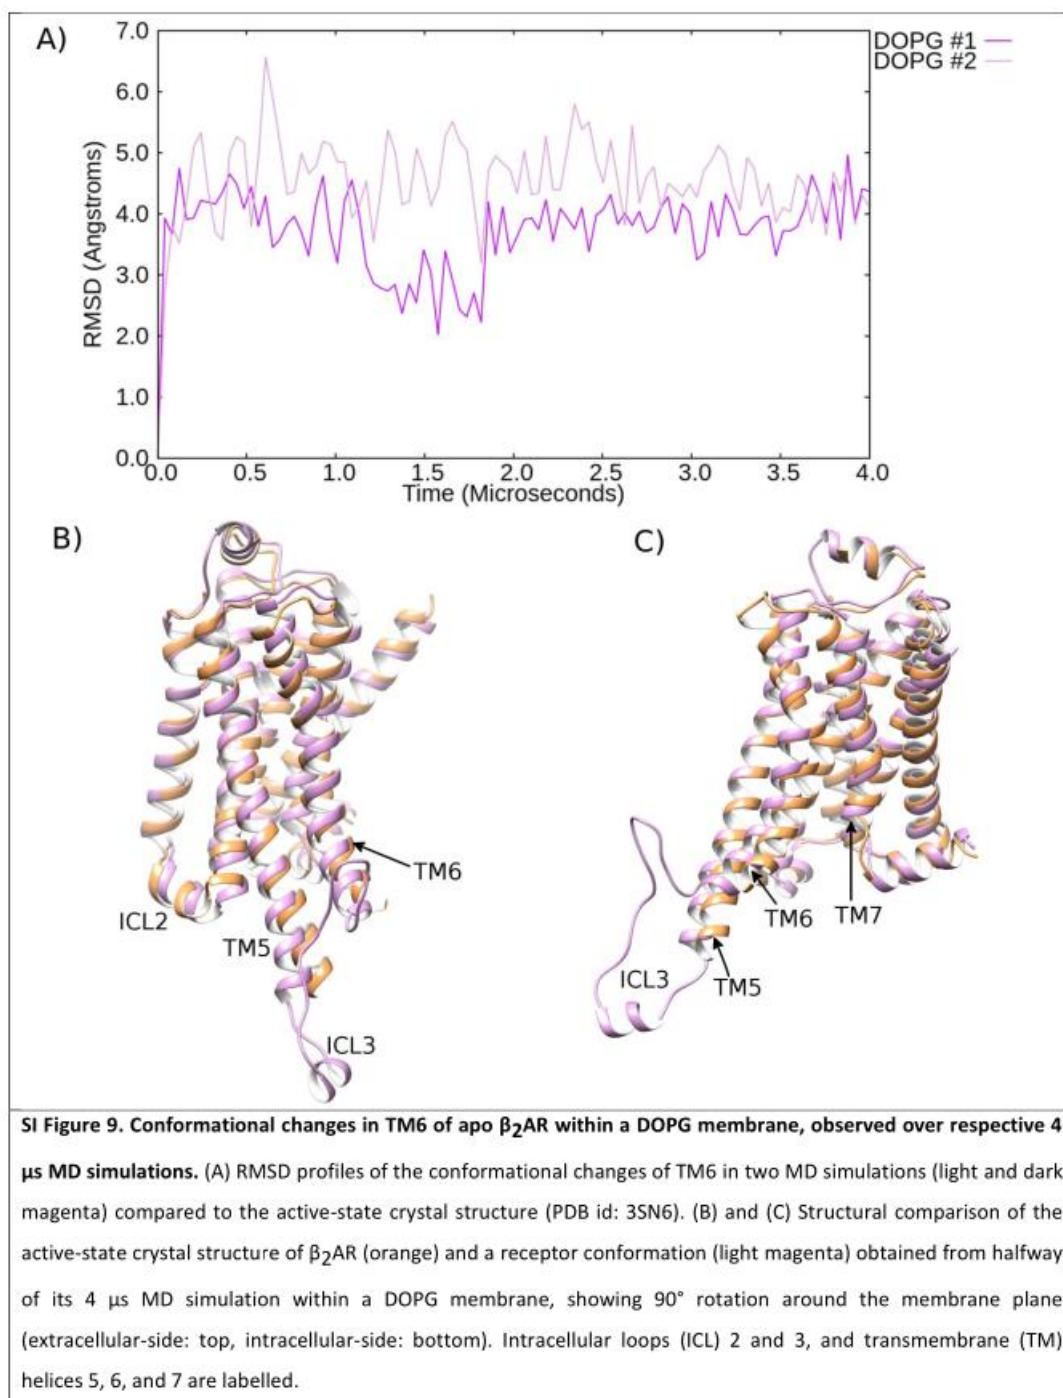 A)
7.0
6.0
5.0
4.0
3.0
2.0
1.0
0.0
RMSD (Angstroms)
DOPG #1
DOPG #2
0.0 0.5 1.0 1.5 2.0 2.5 3.0 3.5 4.0
Time (Microseconds)
B)
TM6
ICL2
TM5
ICL3
C)
TM6
TM7
ICL3
TM5
SI Figure 9. Conformational changes in TM6 of apo β₂AR within a DOPG membrane, observed over respective 4
μs MD simulations. (A) RMSD profiles of the conformational changes of TM6 in two MD simulations (light and dark
magenta) compared to the active-state crystal structure (PDB id: 3SN6). (B) and (C) Structural comparison of the
active-state crystal structure of β₂AR (orange) and a receptor conformation (light magenta) obtained from halfway
of its 4 μs MD simulation within a DOPG membrane, showing 90° rotation around the membrane plane
(extracellular-side: top, intracellular-side: bottom). Intracellular loops (ICL) 2 and 3, and transmembrane (TM)
helices 5, 6, and 7 are labelled.